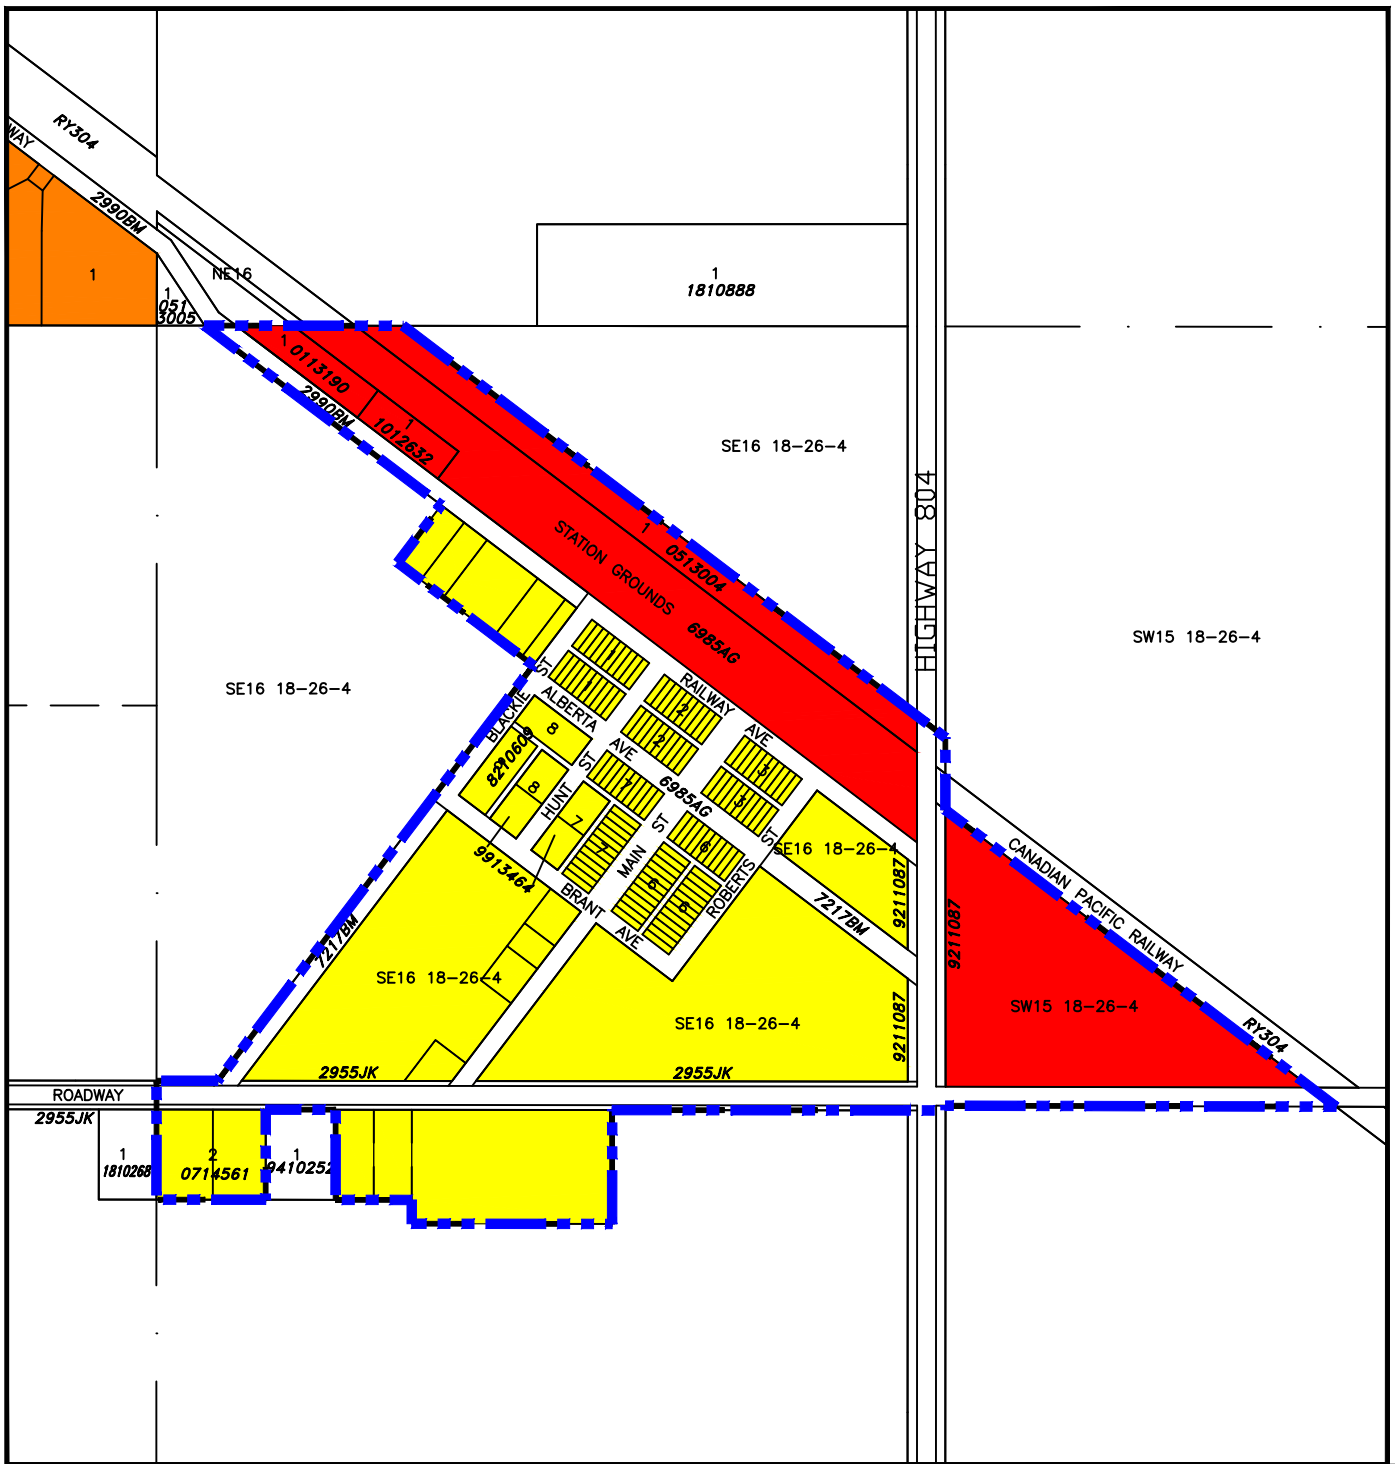 RY304
WAY
2990BM
1
NE16
1
051
3005
1
1810888
1
0113190
2990BM
1
1012632
SE16 18-26-4
HIGHWAY 804
STATION GROUNDS
6985AG
1
0513004
SW15 18-26-4
SE16 18-26-4
1
1
RAILWAY AVE
2
2
3
3
BLACKIE ST
ALBERTA AVE
6985AG
8
8210609
8
HUNT ST
7
7
7
MAIN ST
6
6
6
ROBERTS ST
9913464
BRANT AVE
SE16 18-26-4
9211087
7217BM
9211087
CANADIAN PACIFIC RAILWAY
7217BM
SE16 18-26-4
SE16 18-26-4
9211087
SW15 18-26-4
RY304
2955JK
2955JK
ROADWAY
2955JK
1
1810268
2
0714561
1
9410252